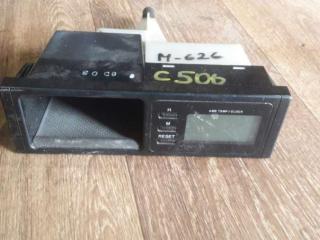 M-626
C506
H
AMB TEMP/CLOCK
M
RESET